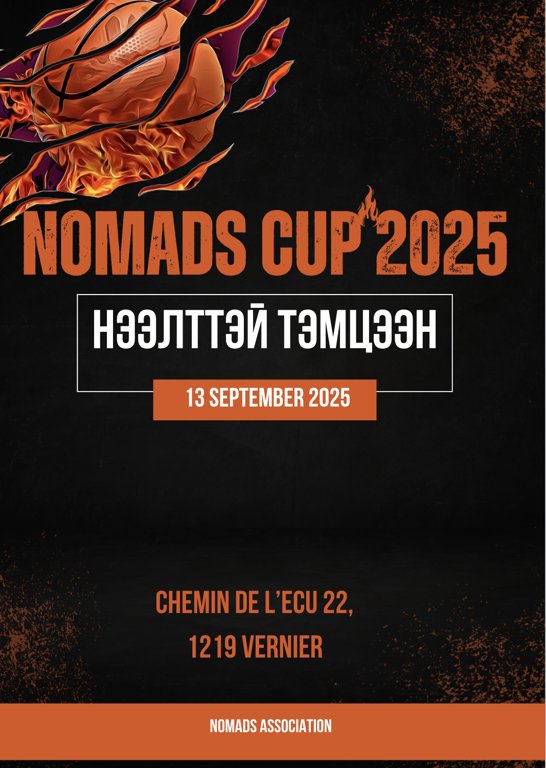 NOMADS CUP 2025
НЭЭЛТТЭЙ ТЭМЦЭЭН
13 SEPTEMBER 2025
CHEMIN DE L’ECU 22,
1219 VERNIER
NOMADS ASSOCIATION